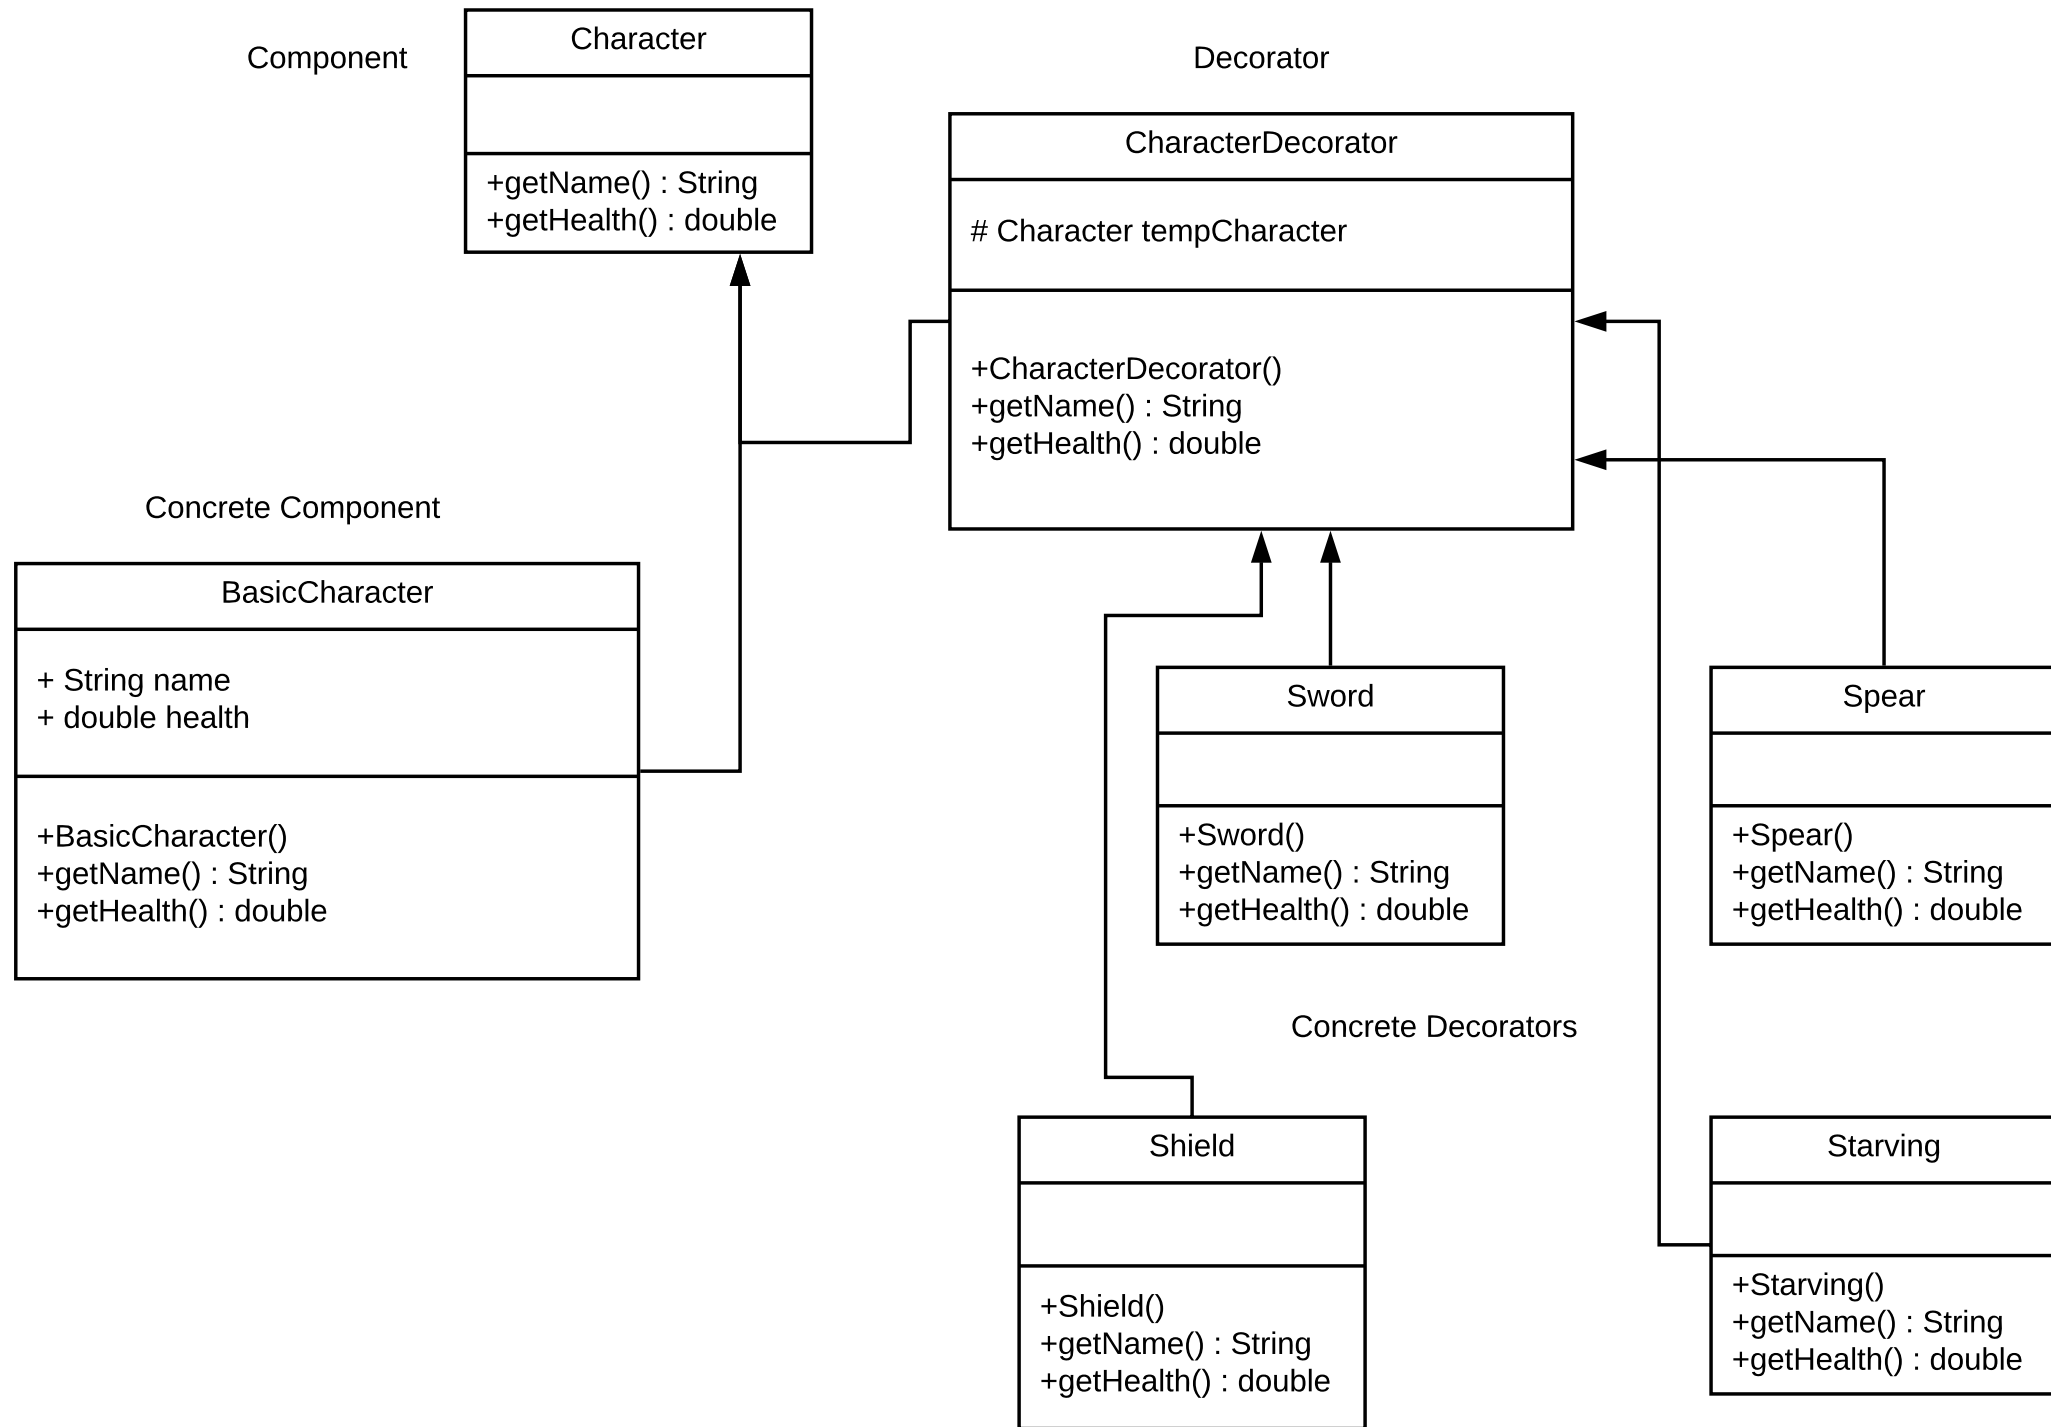 Component
Character
+getName() : String
+getHealth() : double
Decorator
CharacterDecorator
# Character tempCharacter
+CharacterDecorator()
+getName() : String
+getHealth() : double
Concrete Component
BasicCharacter
+ String name
+ double health
+BasicCharacter()
+getName() : String
+getHealth() : double
Sword
+Sword()
+getName() : String
+getHealth() : double
Spear
+Spear()
+getName() : String
+getHealth() : double
Concrete Decorators
Shield
+Shield()
+getName() : String
+getHealth() : double
Starving
+Starving()
+getName() : String
+getHealth() : double